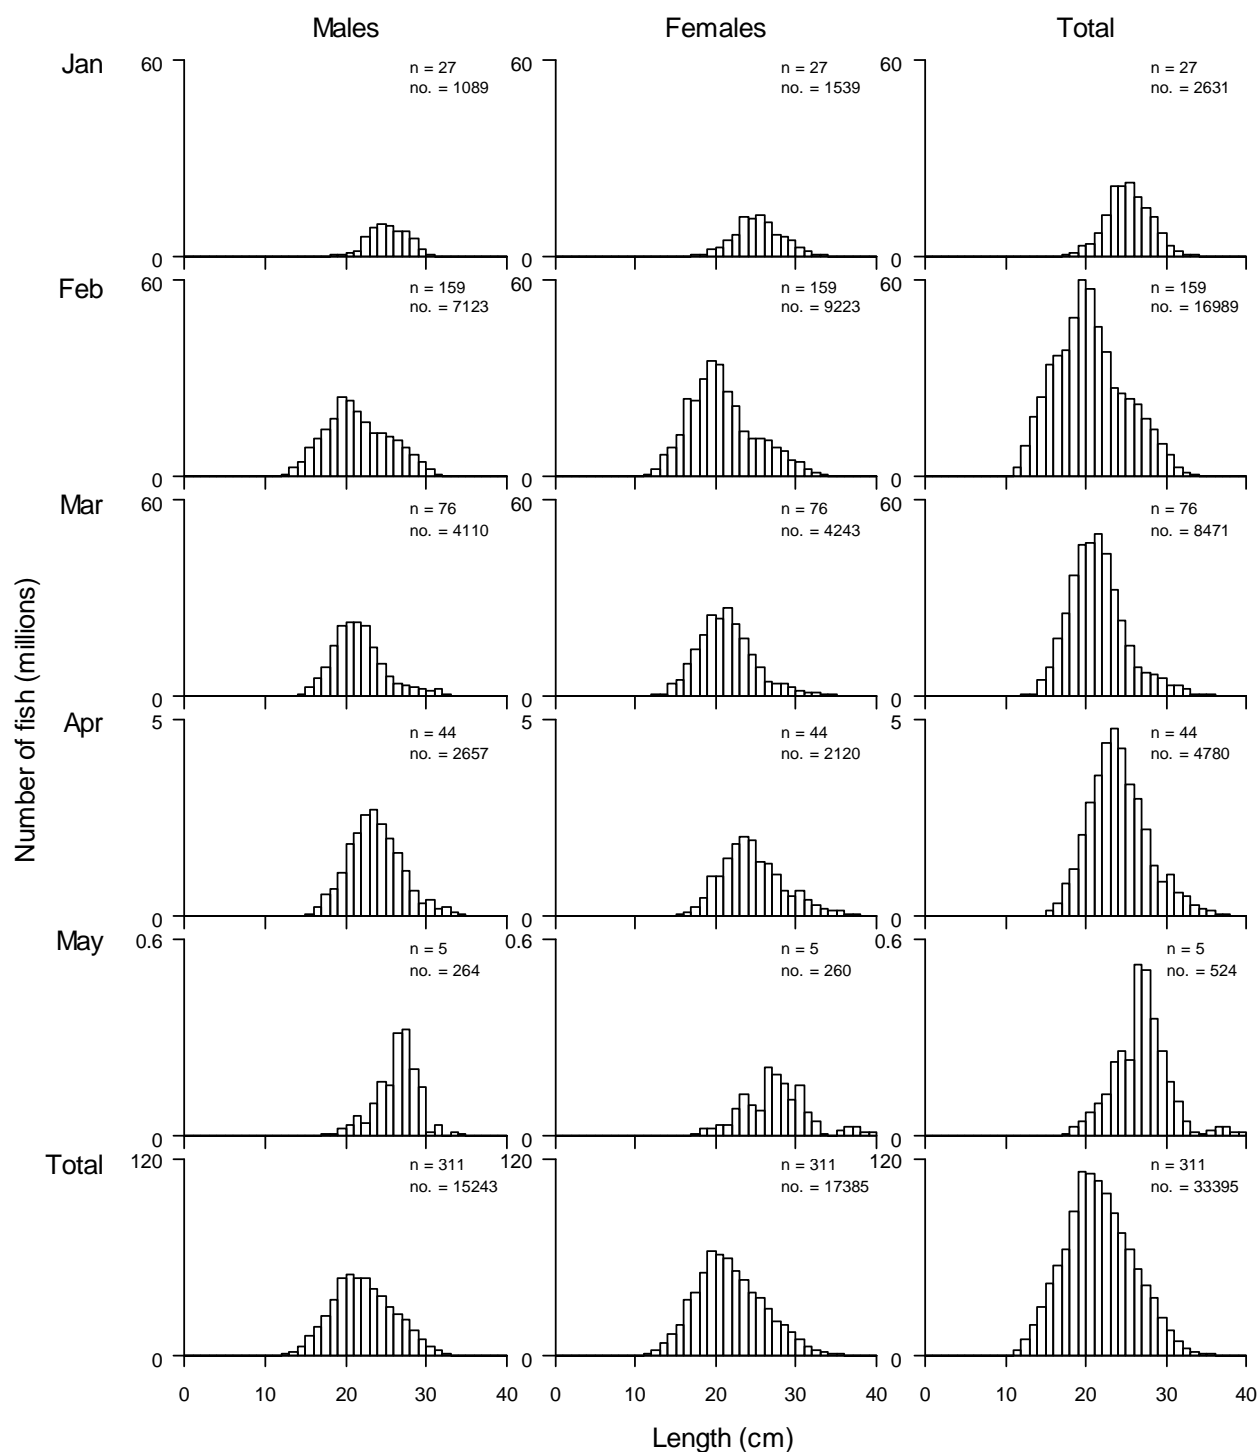 Males Females Total
Jan 60 n = 27 60 n = 27 60 n = 27
no. = 1089 no. = 1539 no. = 2631
0 0 0
Feb 60 n = 159 60 n = 159 60 n = 159
no. = 7123 no. = 9223 no. = 16989
0 0 0
Mar 60 n = 76 60 n = 76 60 n = 76
no. = 4110 no. = 4243 no. = 8471
0 0 0
Number of fish (millions)
Apr 5 n = 44 5 n = 44 5 n = 44
no. = 2657 no. = 2120 no. = 4780
0 0 0
May 0.6 n = 5 0.6 n = 5 0.6 n = 5
no. = 264 no. = 260 no. = 524
0 0 0
Total 120 n = 311 120 n = 311 120 n = 311
no. = 15243 no. = 17385 no. = 33395
0 0 0
0 10 20 30 40 0 10 20 30 40 0 10 20 30 40
Length (cm)